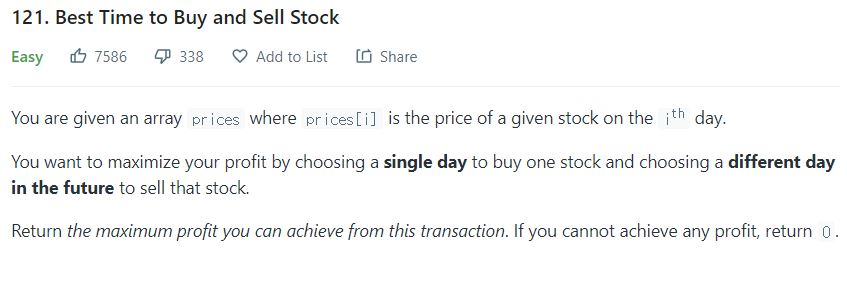 121. Best Time to Buy and Sell Stock
Easy 7586 338 Add to List Share
You are given an array prices where prices[i] is the price of a given stock on the ith day.
You want to maximize your profit by choosing a single day to buy one stock and choosing a different day
in the future to sell that stock.
Return the maximum profit you can achieve from this transaction. If you cannot achieve any profit, return 0.